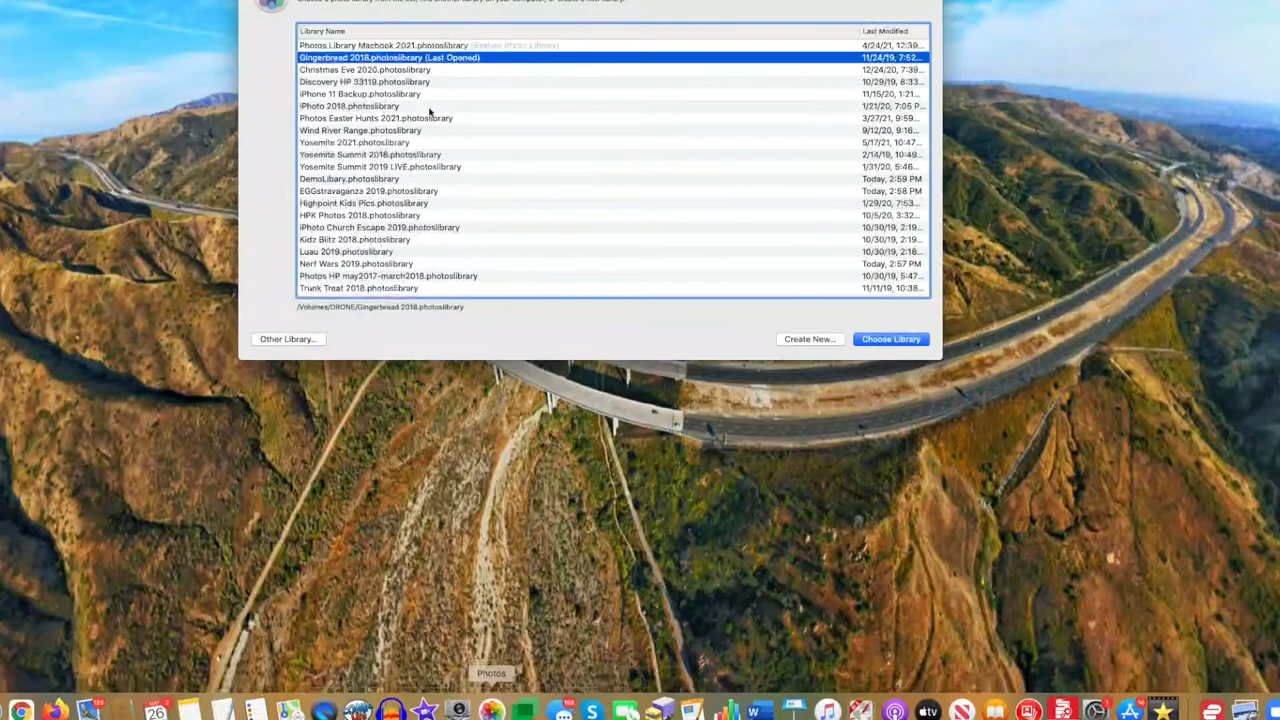 Library Name Last Modified
Photos Library Macbook 2021.photoslibrary (System Photo Library) 4/24/21, 12:39...
Gingerbread 2018.photoslibrary (Last Opened) 11/24/19, 7:52...
Christmas Eve 2020.photoslibrary 12/24/20, 7:39...
Discovery HP 33119.photoslibrary 10/29/19, 8:33...
iPhone 11 Backup.photoslibrary 11/15/20, 1:21...
iPhoto 2018.photoslibrary 1/21/20, 7:05 P...
Photos Easter Hunts 2021.photoslibrary 3/27/21, 9:59...
Wind River Range.photoslibrary 9/12/20, 9:16...
Yosemite 2021.photoslibrary 5/17/21, 10:47...
Yosemite Summit 2018.photoslibrary 2/14/19, 10:49...
Yosemite Summit 2019 LIVE.photoslibrary 1/31/20, 5:46...
DemoLibary.photoslibrary Today, 2:59 PM
EGGstravaganza 2019.photoslibrary Today, 2:58 PM
Highpoint Kids Pics.photoslibrary 1/29/20, 7:53...
HPK Photos 2018.photoslibrary 10/5/20, 3:32...
iPhoto Church Escape 2019.photoslibrary 10/30/19, 2:19...
Kidz Blitz 2018.photoslibrary 10/30/19, 2:19...
Luau 2019.photoslibrary 10/30/19, 2:18...
Nerf Wars 2019.photoslibrary Today, 2:57 PM
Photos HP may2017-march2018.photoslibrary 10/30/19, 5:47...
Trunk Treat 2018.photoslibrary 11/11/19, 10:38...
/Volumes/DRONE/Gingerbread 2018.photoslibrary
Other Library... Create New... Choose Library
Photos
26
tv